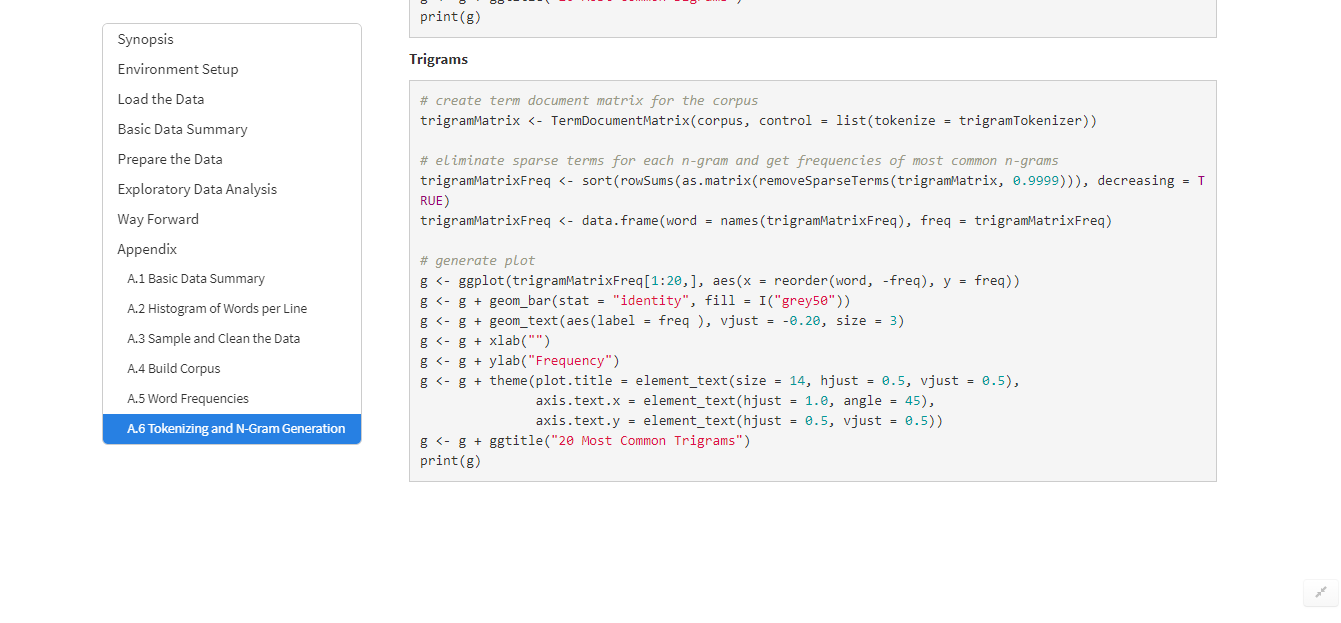 Synopsis
Environment Setup
Load the Data
Basic Data Summary
Prepare the Data
Exploratory Data Analysis
Way Forward
Appendix
A.1 Basic Data Summary
A.2 Histogram of Words per Line
A.3 Sample and Clean the Data
A.4 Build Corpus
A.5 Word Frequencies
A.6 Tokenizing and N-Gram Generation
print(g)
Trigrams
# create term document matrix for the corpus
trigramMatrix <- TermDocumentMatrix(corpus, control = list(tokenize = trigramTokenizer))
# eliminate sparse terms for each n-gram and get frequencies of most common n-grams
trigramMatrixFreq <- sort(rowSums(as.matrix(removeSparseTerms(trigramMatrix, 0.9999))), decreasing = T
RUE)
trigramMatrixFreq <- data.frame(word = names(trigramMatrixFreq), freq = trigramMatrixFreq)
# generate plot
g <- ggplot(trigramMatrixFreq[1:20,], aes(x = reorder(word, -freq), y = freq))
g <- g + geom_bar(stat = "identity", fill = I("grey50"))
g <- g + geom_text(aes(label = freq ), vjust = -0.20, size = 3)
g <- g + xlab("")
g <- g + ylab("Frequency")
g <- g + theme(plot.title = element_text(size = 14, hjust = 0.5, vjust = 0.5),
axis.text.x = element_text(hjust = 1.0, angle = 45),
axis.text.y = element_text(hjust = 0.5, vjust = 0.5))
g <- g + ggtitle("20 Most Common Trigrams")
print(g)